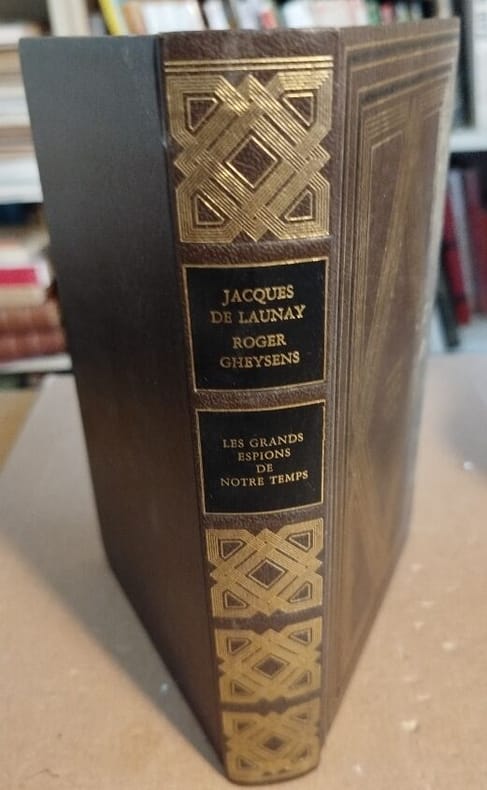 JACQUES
DE LAUNAY
ROGER
GHEYSENS
LES GRANDS
ESPIONS
DE
NOTRE TEMPS